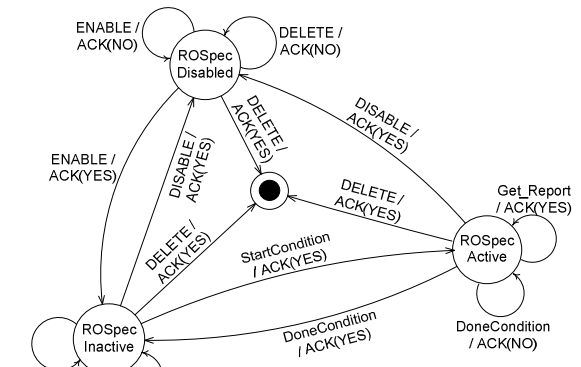 ENABLE /
ACK(NO)
DELETE /
ACK(NO)
ROSpec
Disabled
DELETE /
ACK(YES)
DISABLE /
ACK(YES)
ENABLE /
ACK(YES)
DISABLE /
ACK(YES)
DELETE /
ACK(YES)
Get_Report
/ ACK(YES)
DELETE /
ACK(YES)
StartCondition
/ ACK(YES)
ROSpec
Active
DoneCondition
/ ACK(YES)
DoneCondition
/ ACK(NO)
ROSpec
Inactive